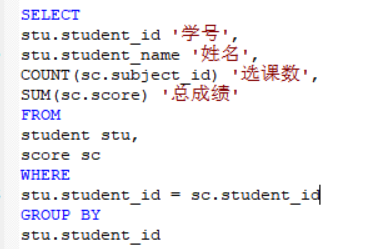 SELECT
stu.student_id '学号',
stu.student_name '姓名',
COUNT(sc.subject_id) '选课数',
SUM(sc.score) '总成绩'
FROM
student stu,
score sc
WHERE
stu.student_id = sc.student_id
GROUP BY
stu.student_id